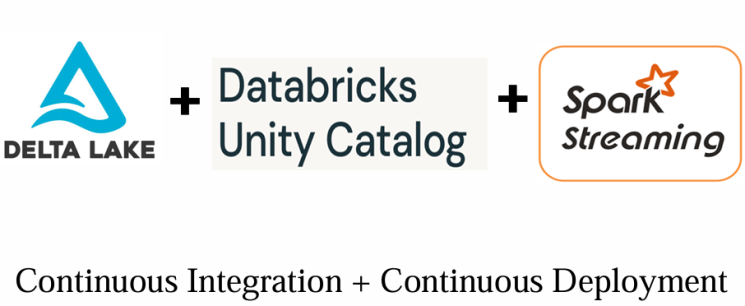 DELTA LAKE
+
Databricks
Unity Catalog
+
Spark
Streaming
Continuous Integration + Continuous Deployment